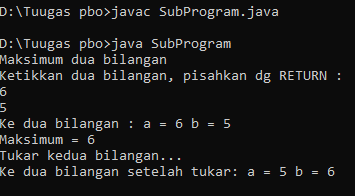 D:\Tuugas pbo>javac SubProgram.java
D:\Tuugas pbo>java SubProgram
Maksimum dua bilangan
Ketikkan dua bilangan, pisahkan dg RETURN :
6
5
Ke dua bilangan : a = 6 b = 5
Maksimum = 6
Tukar kedua bilangan...
Ke dua bilangan setelah tukar: a = 5 b = 6